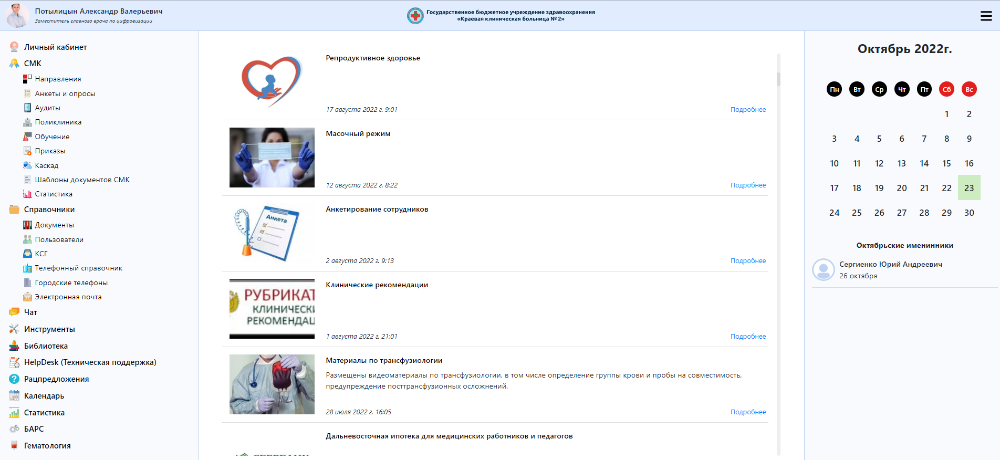 Потылицын Александр Валерьевич
Заместитель главного врача по цифровизации
Государственное бюджетное учреждение здравоохранения
«Краевая клиническая больница № 2»
Личный кабинет
СМК
Направления
Анкеты и опросы
Аудиты
Поликлиника
Обучение
Приказы
Каскад
Шаблоны документов СМК
Статистика
Справочники
Документы
Пользователи
КСГ
Телефонный справочник
Городские телефоны
Электронная почта
Чат
Инструменты
Библиотека
HelpDesk (Техническая поддержка)
Рацпредложения
Календарь
Статистика
БАРС
Гематология
Репродуктивное здоровье
17 августа 2022 г. 9:01
Подробнее
Масочный режим
12 августа 2022 г. 8:22
Подробнее
Анкета
Анкетирование сотрудников
2 августа 2022 г. 9:13
Подробнее
РУБРИКАТ
КЛИНИЧЕСКИ
РЕКОМЕНДАЦ
Клинические рекомендации
1 августа 2022 г. 21:01
Подробнее
Материалы по трансфузиологии
Размещены видеоматериалы по трансфузиологии, в том числе определение группы крови и пробы на совместимость,
предупреждение посттрансфузионных осложнений.
28 июля 2022 г. 16:05
Подробнее
Дальневосточная ипотека для медицинских работников и педагогов
Октябрь 2022г.
Пн Вт Ср Чт Пт Сб Вс
1 2
3 4 5 6 7 8 9
10 11 12 13 14 15 16
17 18 19 20 21 22 23
24 25 26 27 28 29 30
Октябрьские именинники
Сергиенко Юрий Андреевич
26 октября